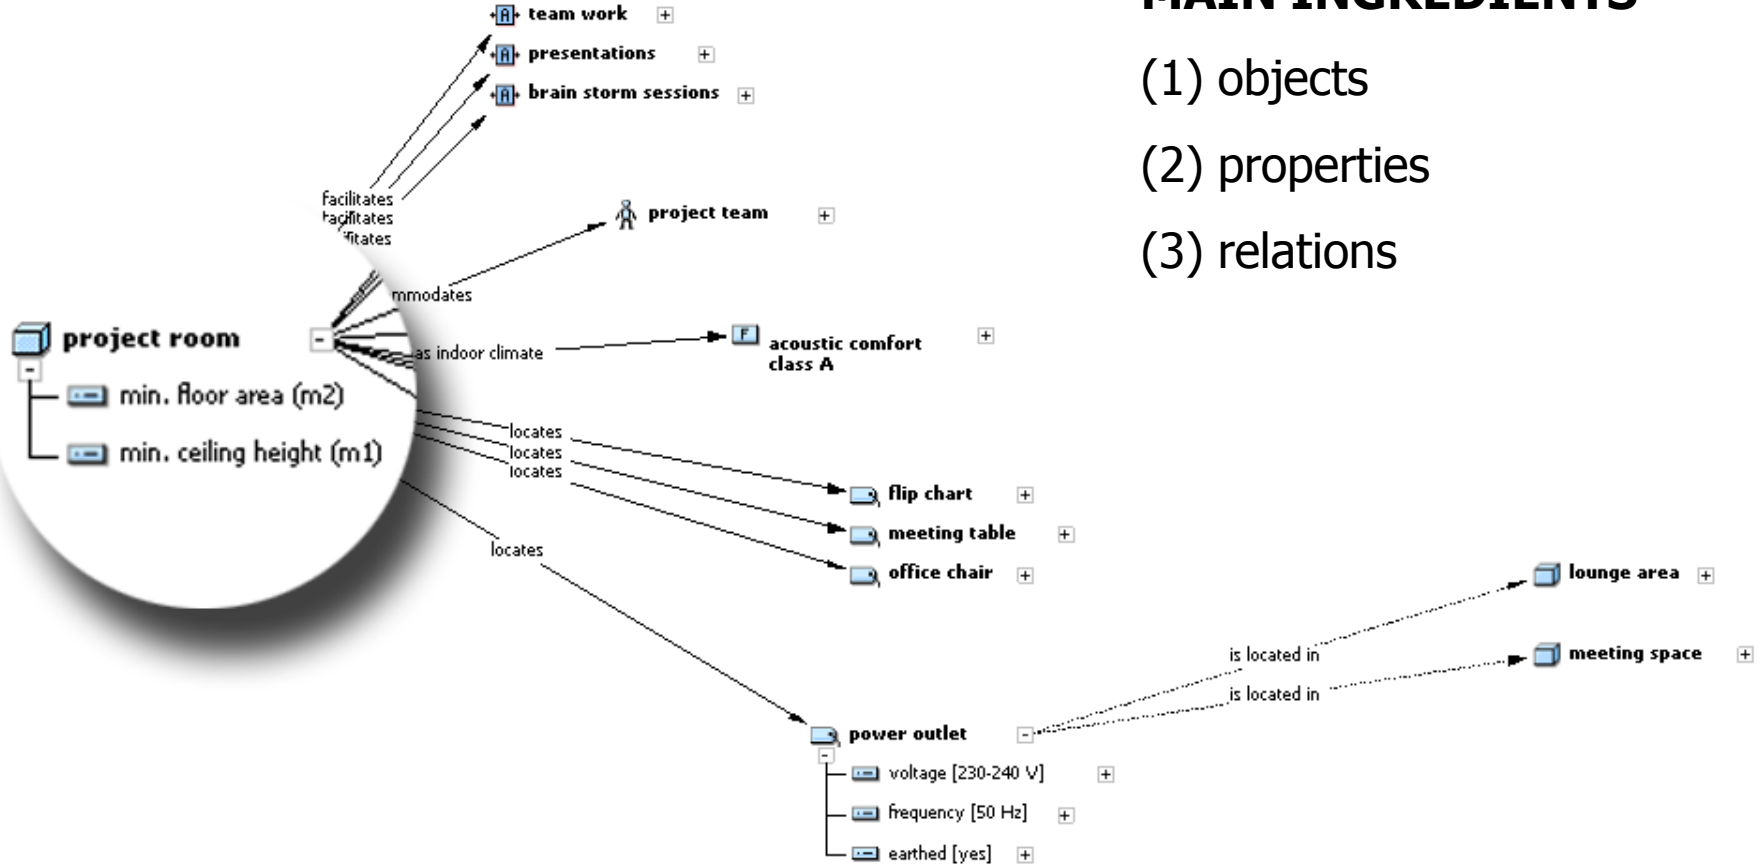 MAIN INGREDIENTS
(1) objects
(2) properties
(3) relations
team work
presentations
brain storm sessions
facilitates
facilitates
ilitates
project team
mmodates
project room
as indoor climate
acoustic comfort
class A
min. floor area (m2)
min. ceiling height (m1)
locates
locates
locates
flip chart
meeting table
office chair
locates
lounge area
is located in
meeting space
is located in
power outlet
voltage [230-240 V]
frequency [50 Hz]
earthed [yes]